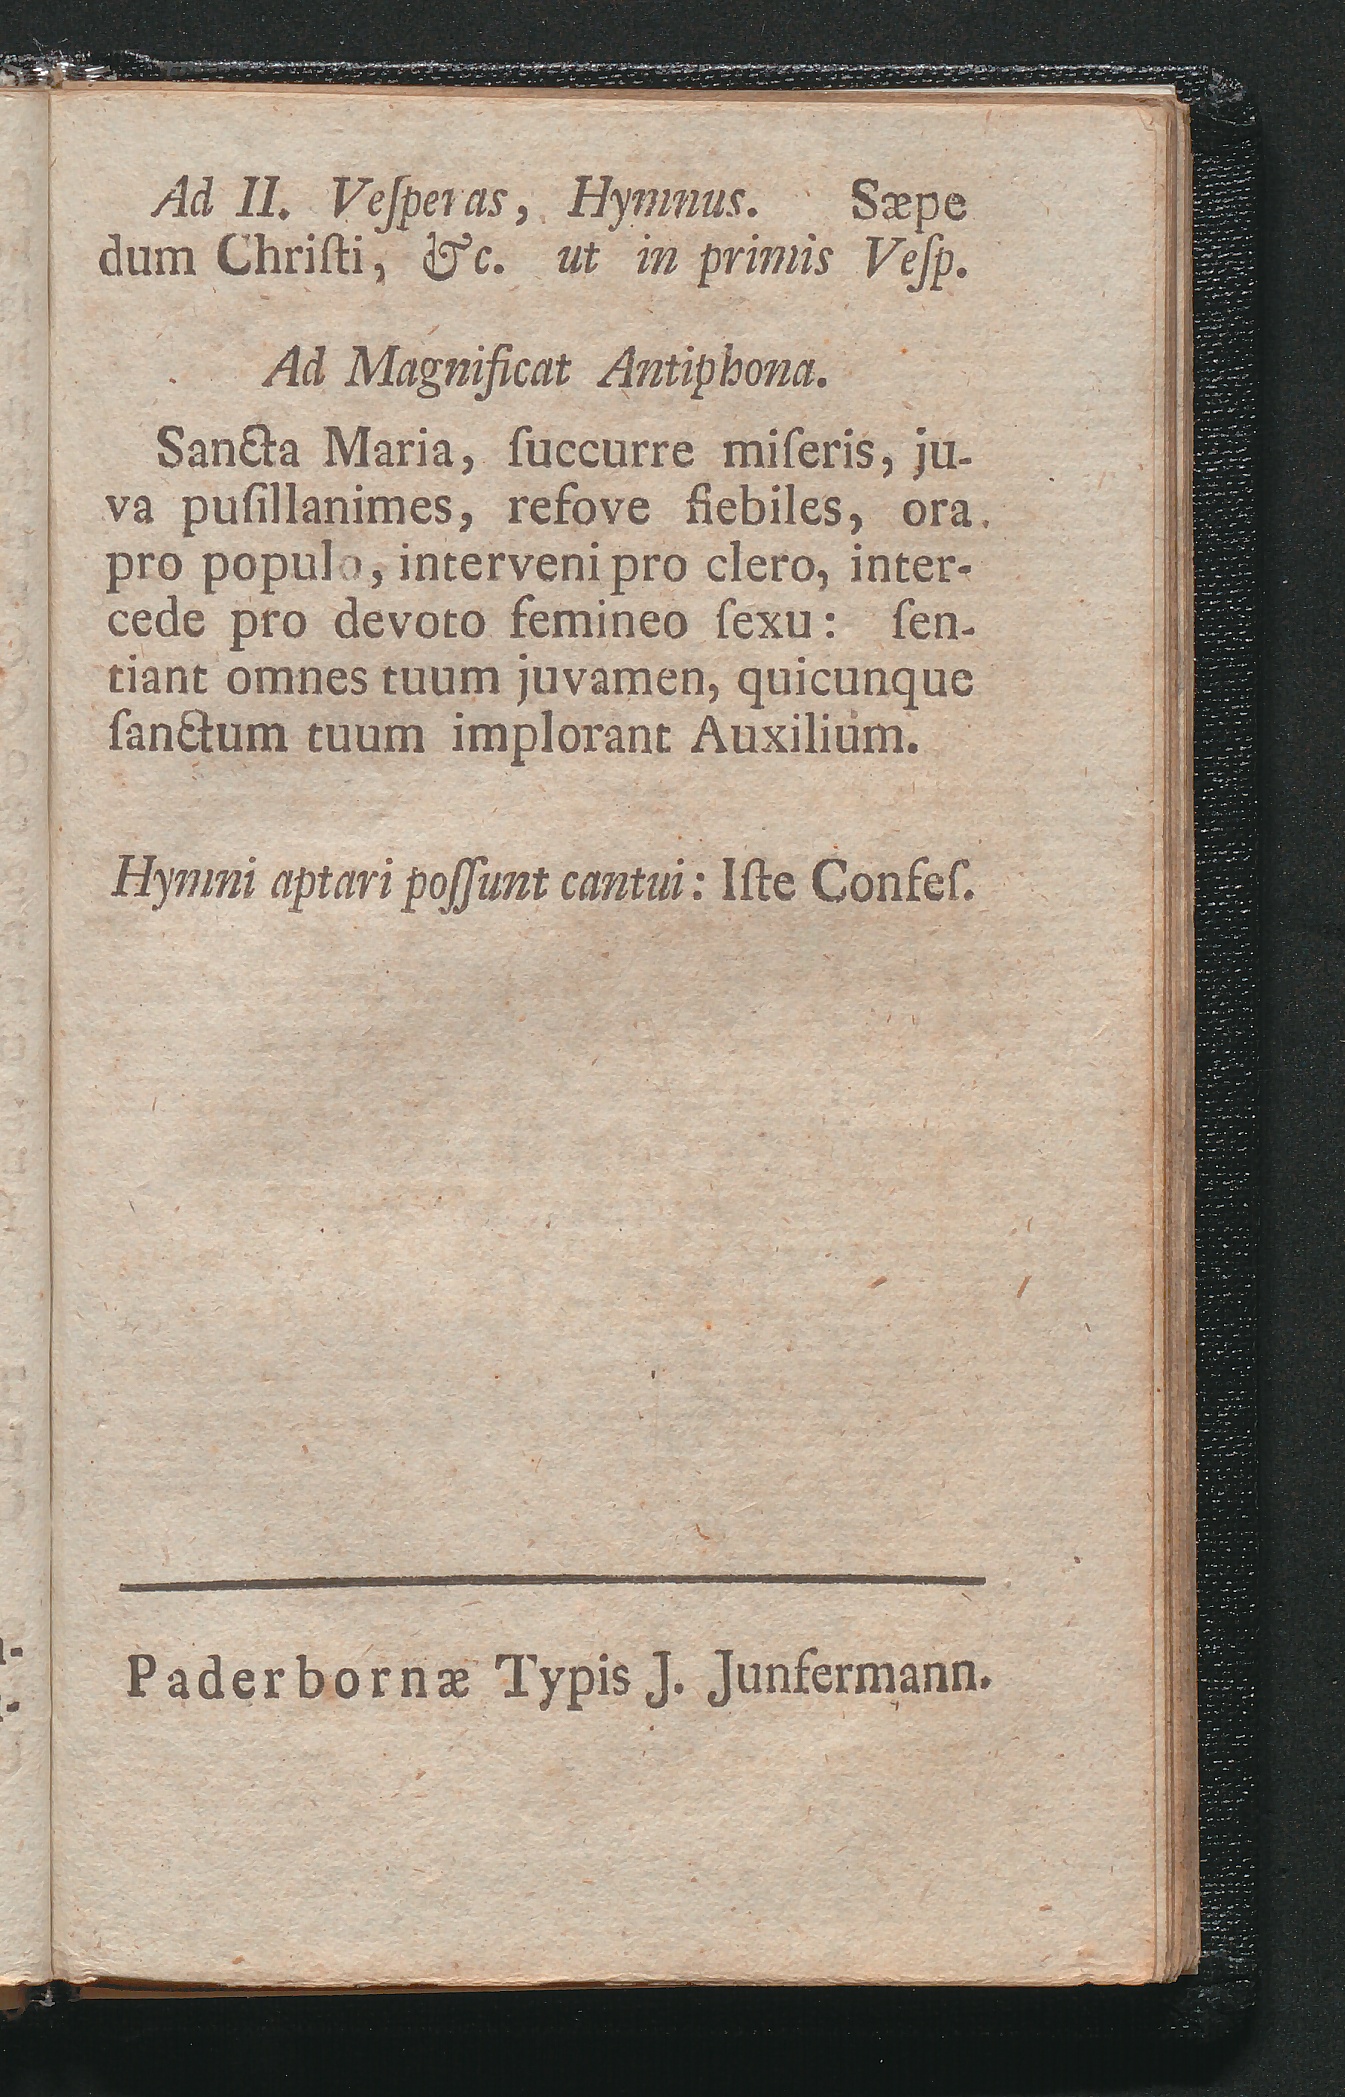 Ad II. Veſperas, Hymnus. Sæpe
dum Chriſti, &c. ut in primis Veſp.
Ad Magnificat Antiphona.
Sancta Maria, ſuccurre miſeris, ju-
va puſillanimes, refove fiebiles, ora.
pro populo, interveni pro clero, inter-
cede pro devoto femineo ſexu: ſen-
tiant omnes tuum juvamen, quicunque
ſanctum tuum implorant Auxilium.
Hymni aptari poſſunt cantui: Iſte Confeſ.
Paderbornæ Typis J. Junfermann.